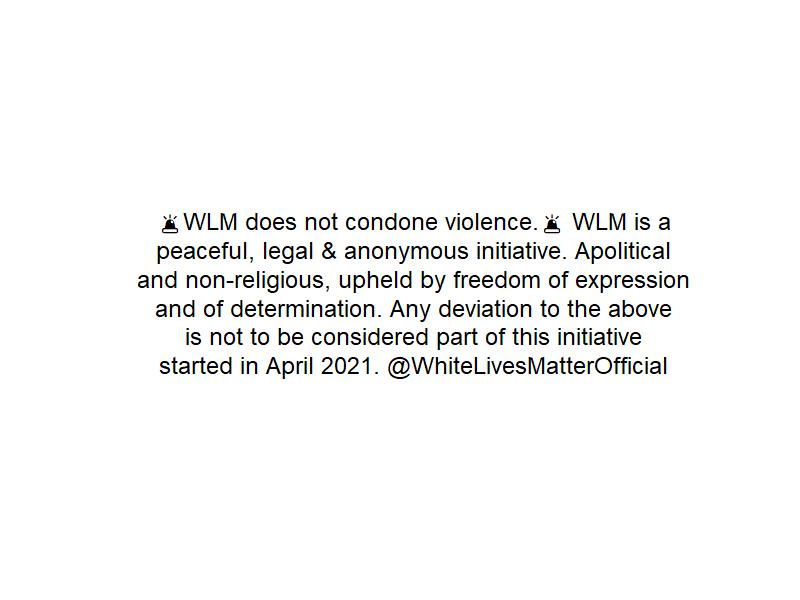 🚨WLM does not condone violence.🚨 WLM is a
peaceful, legal & anonymous initiative. Apolitical
and non-religious, upheld by freedom of expression
and of determination. Any deviation to the above
is not to be considered part of this initiative
started in April 2021. @WhiteLivesMatterOfficial